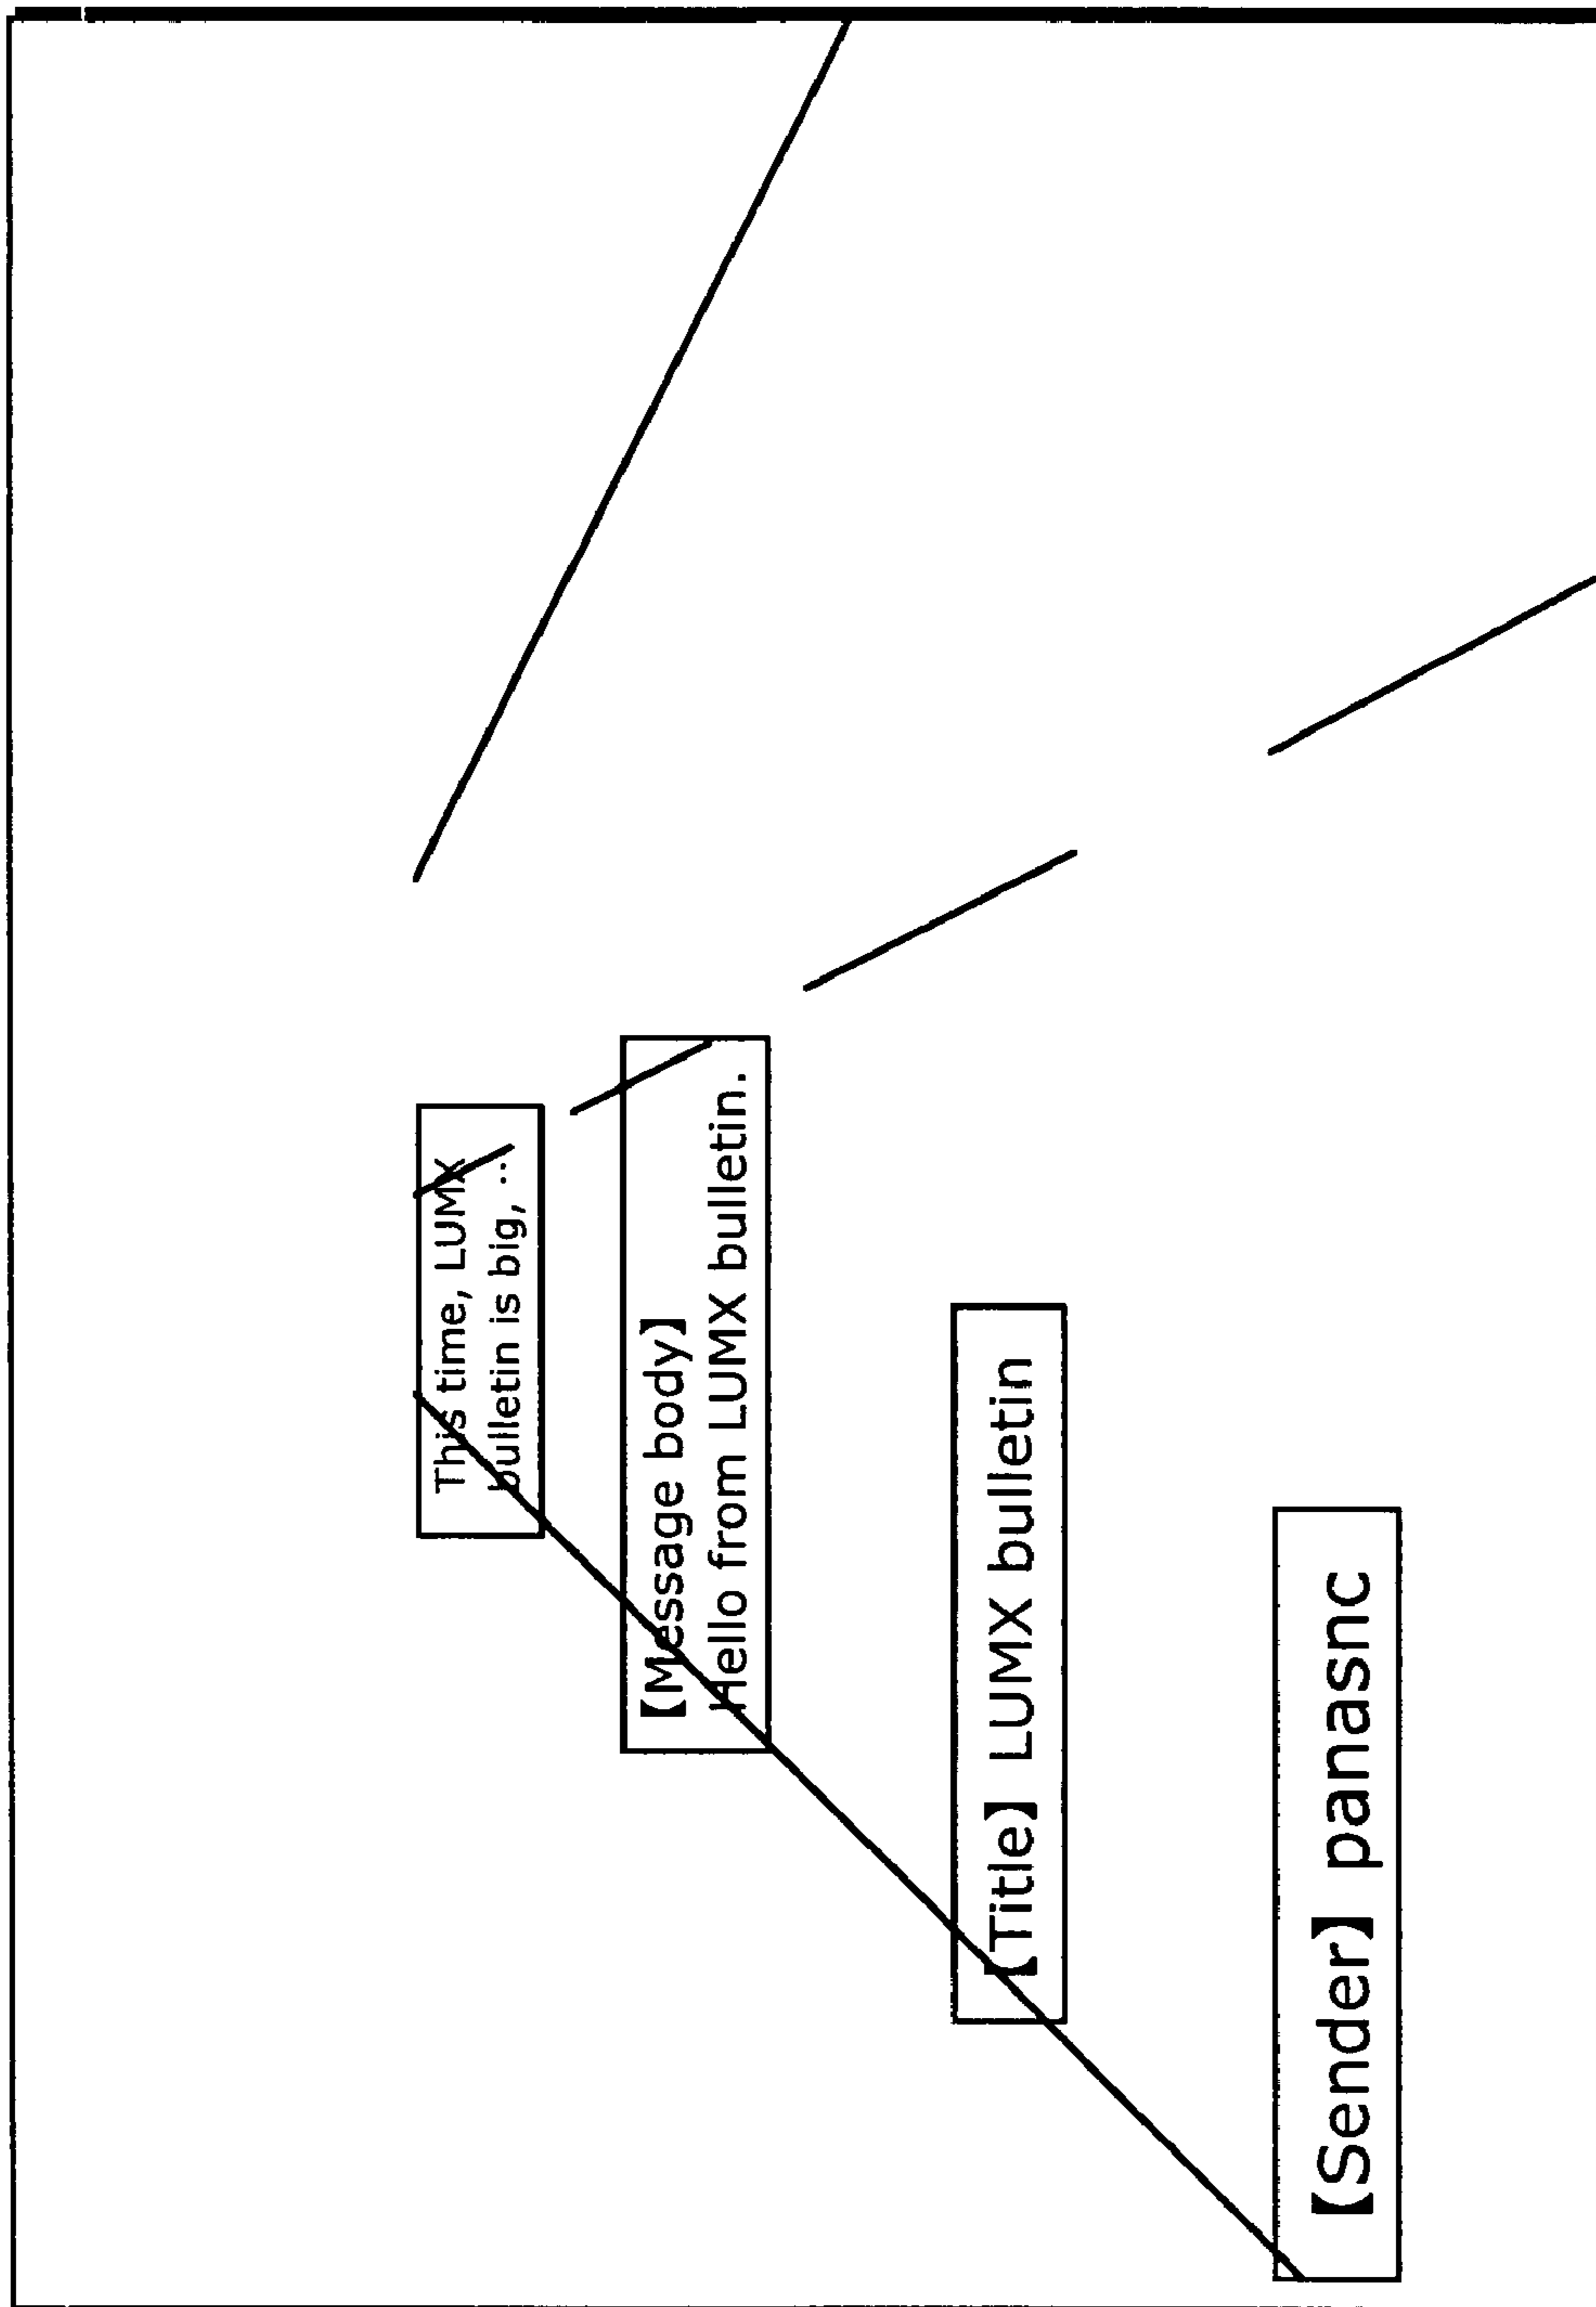 This time, LUMX
bulletin is big, ...
【Message body】
Hello from LUMX bulletin.
【Title】 LUMX bulletin
【Sender】 panasnc